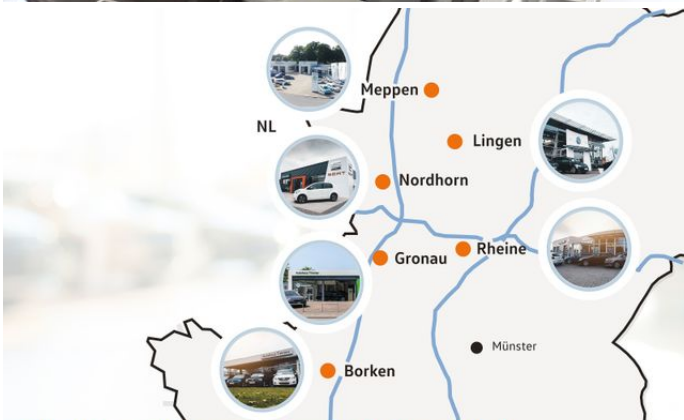 Meppen
NL
Lingen
Nordhorn
Gronau
Rheine
Münster
Borken